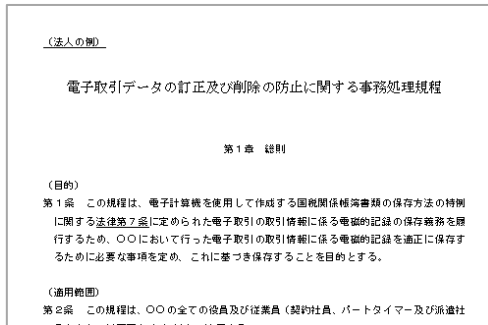 （法人の例）
電子取引データの訂正及び削除の防止に関する事務処理規程
第１章　総則
（目的）
第１条　この規程は、電子計算機を使用して作成する国税関係帳簿書類の保存方法の特例
に関する法律第７条に定められた電子取引の取引情報に係る電磁的記録の保存義務を履
行するため、〇〇において行った電子取引の取引情報に係る電磁的記録を適正に保存す
るために必要な事項を定め、これに基づき保存することを目的とする。
（適用範囲）
第２条　この規程は、〇〇の全ての役員及び従業員（契約社員、パートタイマー及び派遣社